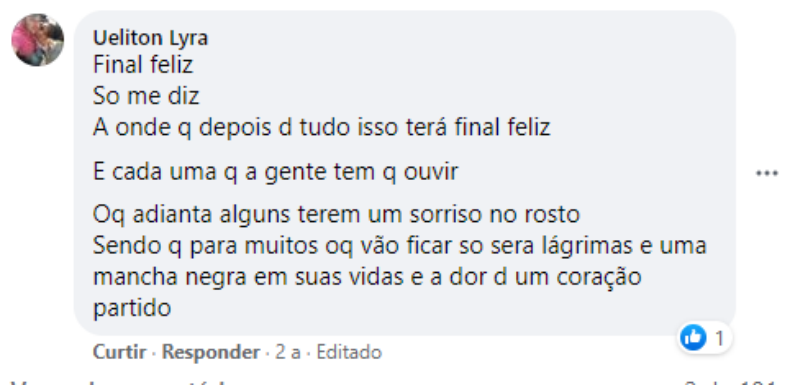 Ueliton Lyra
Final feliz
So me diz
A onde q depois d tudo isso terá final feliz
E cada uma q a gente tem q ouvir
Oq adianta alguns terem um sorriso no rosto
Sendo q para muitos oq vão ficar so sera lágrimas e uma
mancha negra em suas vidas e a dor d um coração
partido
1
Curtir · Responder · 2 a · Editado